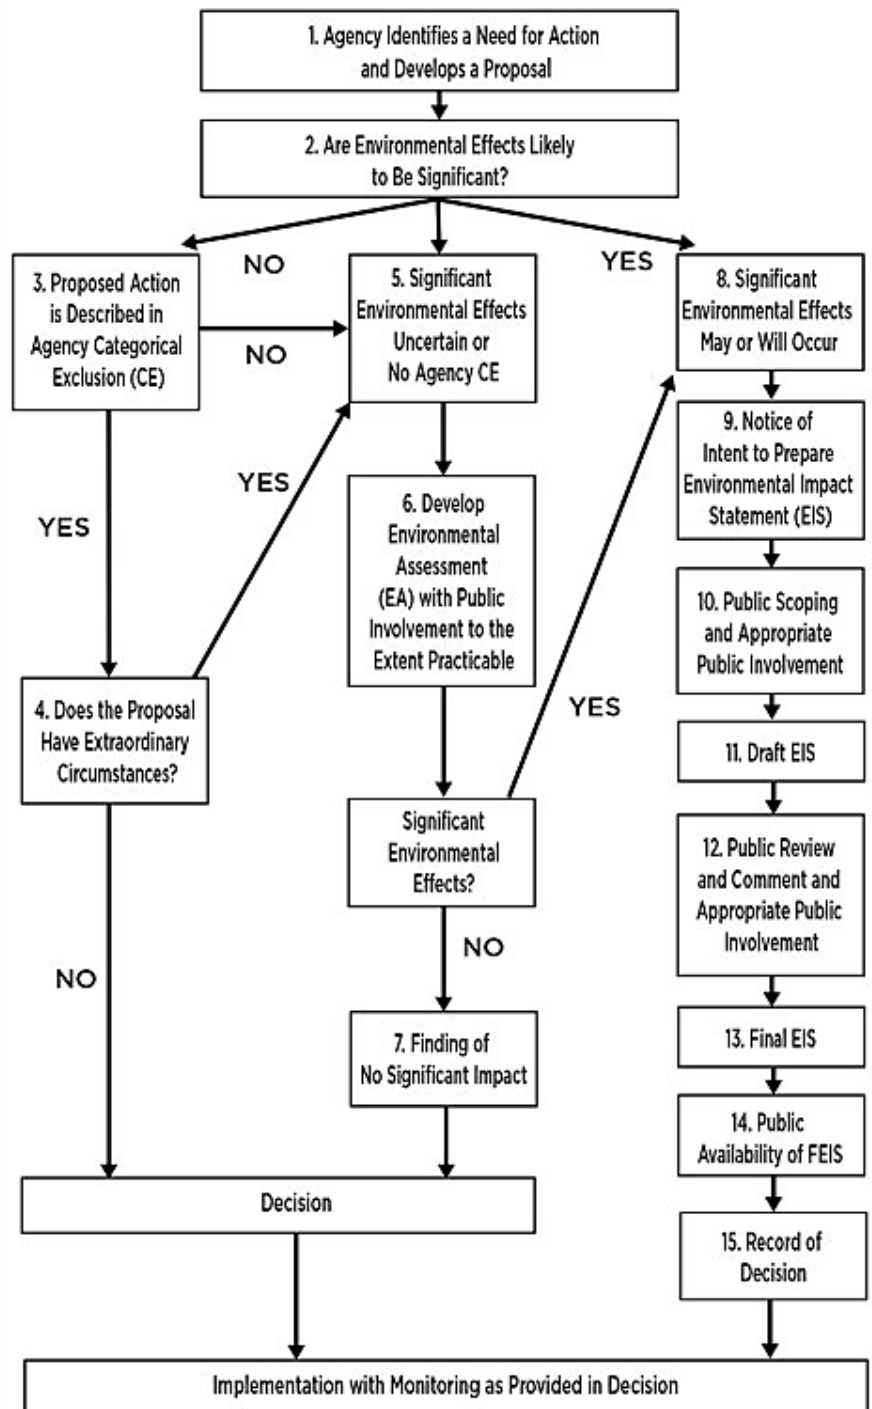 1. Agency Identifies a Need for Action
and Develops a Proposal
2. Are Environmental Effects Likely
to Be Significant?
NO
YES
3. Proposed Action
is Described in
Agency Categorical
Exclusion (CE)
NO
5. Significant
Environmental Effects
Uncertain or
No Agency CE
8. Significant
Environmental Effects
May or Will Occur
YES
YES
4. Does the Proposal
Have Extraordinary
Circumstances?
NO
6. Develop
Environmental
Assessment
(EA) with Public
Involvement to the
Extent Practicable
YES
Significant
Environmental
Effects?
NO
7. Finding of
No Significant Impact
Decision
9. Notice of
Intent to Prepare
Environmental Impact
Statement (EIS)
10. Public Scoping
and Appropriate
Public Involvement
11. Draft EIS
12. Public Review
and Comment and
Appropriate Public
Involvement
13. Final EIS
14. Public
Availability of FEIS
15. Record of
Decision
Implementation with Monitoring as Provided in Decision